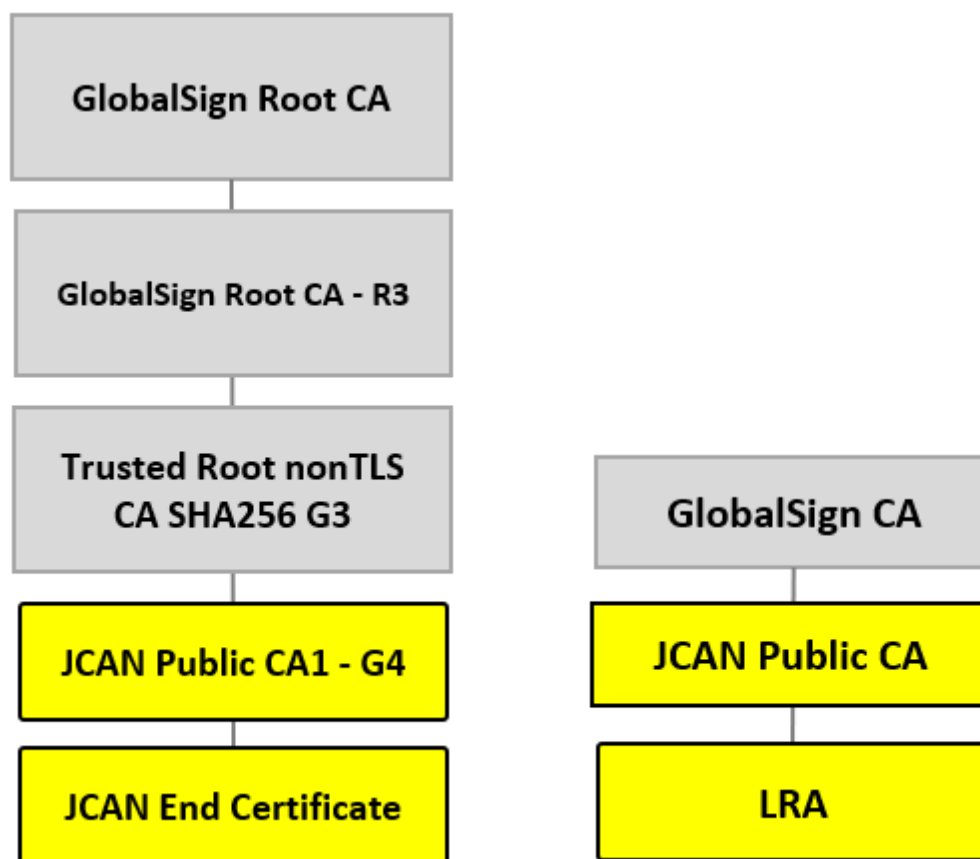 GlobalSign Root CA
GlobalSign Root CA - R3
Trusted Root nonTLS
CA SHA256 G3
JCAN Public CA1 - G4
JCAN End Certificate
GlobalSign CA
JCAN Public CA
LRA